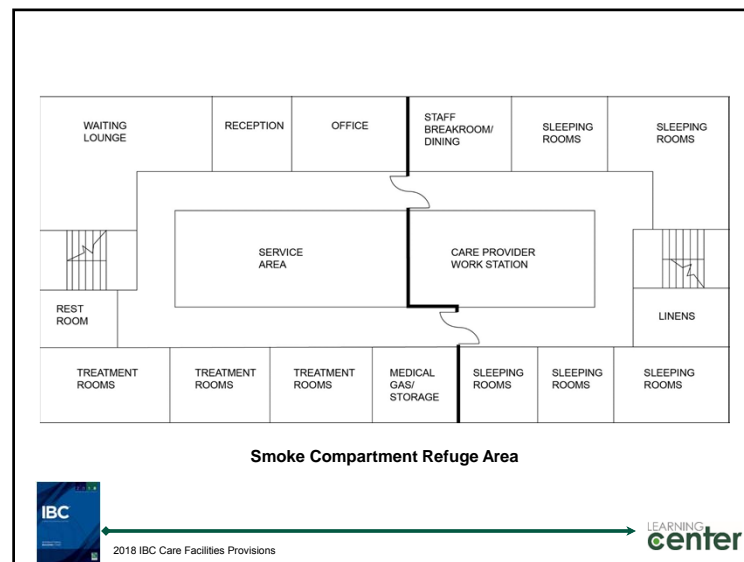 WAITING
LOUNGE
RECEPTION
OFFICE
STAFF
BREAKROOM/
DINING
SLEEPING
ROOMS
SLEEPING
ROOMS
SERVICE
AREA
CARE PROVIDER
WORK STATION
REST
ROOM
LINENS
TREATMENT
ROOMS
TREATMENT
ROOMS
TREATMENT
ROOMS
MEDICAL
GAS/
STORAGE
SLEEPING
ROOMS
SLEEPING
ROOMS
SLEEPING
ROOMS
Smoke Compartment Refuge Area
IBC
2018 IBC Care Facilities Provisions
LEARNING
center